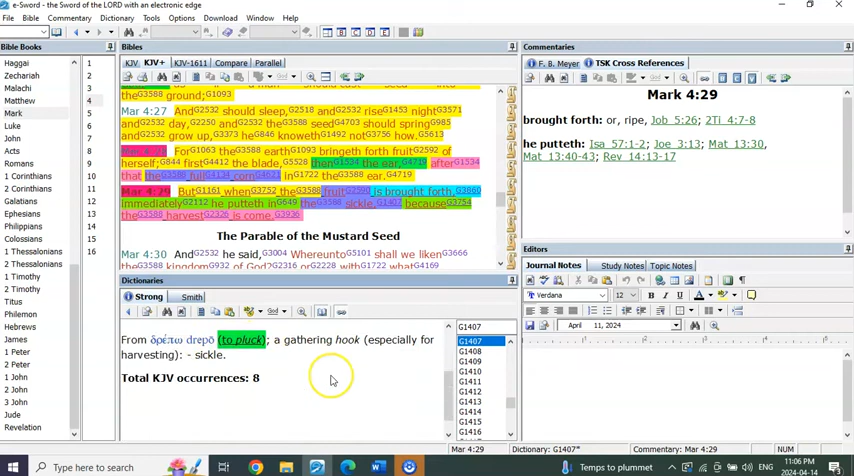 e-Sword - the Sword of the LORD with an electronic edge
File Bible Commentary Dictionary Tools Options Download Window Help
Bible Books
Haggai
Zechariah
Malachi
Matthew
Mark
Luke
John
Acts
Romans
1 Corinthians
2 Corinthians
Galatians
Ephesians
Philippians
Colossians
1 Thessalonians
2 Thessalonians
1 Timothy
2 Timothy
Titus
Philemon
Hebrews
James
1 Peter
2 Peter
1 John
2 John
3 John
Jude
Revelation
1
2
3
4
5
6
7
8
9
10
11
12
13
14
15
16
Bibles
KJV KJV+ KJV-1611 Compare Parallel
the ground;G1093
Mar 4:27 And G2532 should sleep,G2518 and G2532 rise G1453 night G3571
and day,G2250 and G2532 the seed G4703 should spring G985
and grow up,G3373 he G846 knoweth G1492 not G3756 how.G5613
For G1063 the G3588 earth G1093 bringeth forth fruit G2592 of
herself;G844 first G4412 the blade,G5528 then G1534 the ear,G4719 after G1534
that the G3588 full G4134 corn G4621 in G1722 the G3588 ear.G4719
Mar 4:29 But G1161 when G3752 the G3588 fruit G2590 is brought forth,G3860
immediately G2112 he putteth in G649 the G3588 sickle,G1407 because G3754
the G3588 harvest G2326 is come.G3936
The Parable of the Mustard Seed
Mar 4:30 And G2532 he said,G3004 Whereunto G5101 shall we liken G3666
the G3588 kingdom G932 of God? G2316 or G2228 with G1722 what G4169
Dictionaries
Strong Smith
From δρέπω drepō (to pluck); a gathering hook (especially for
harvesting): - sickle.
Total KJV occurrences: 8
G1407
G1407
G1408
G1409
G1410
G1411
G1412
G1413
G1414
G1415
G1416
Commentaries
F. B. Meyer TSK Cross References
Mark 4:29
brought forth: or, ripe, Job 5:26; 2Ti 4:7-8
he putteth: Isa 57:1-2; Joe 3:13; Mat 13:30,
Mat 13:40-43; Rev 14:13-17
Editors
Journal Notes Study Notes Topic Notes
Verdana 12 B I U
April 11, 2024
Mar 4:29 Dictionary: G1407* Commentary: Mar 4:29 NUM
Type here to search
Temps to plummet ENG 11:06 PM
2024-04-14